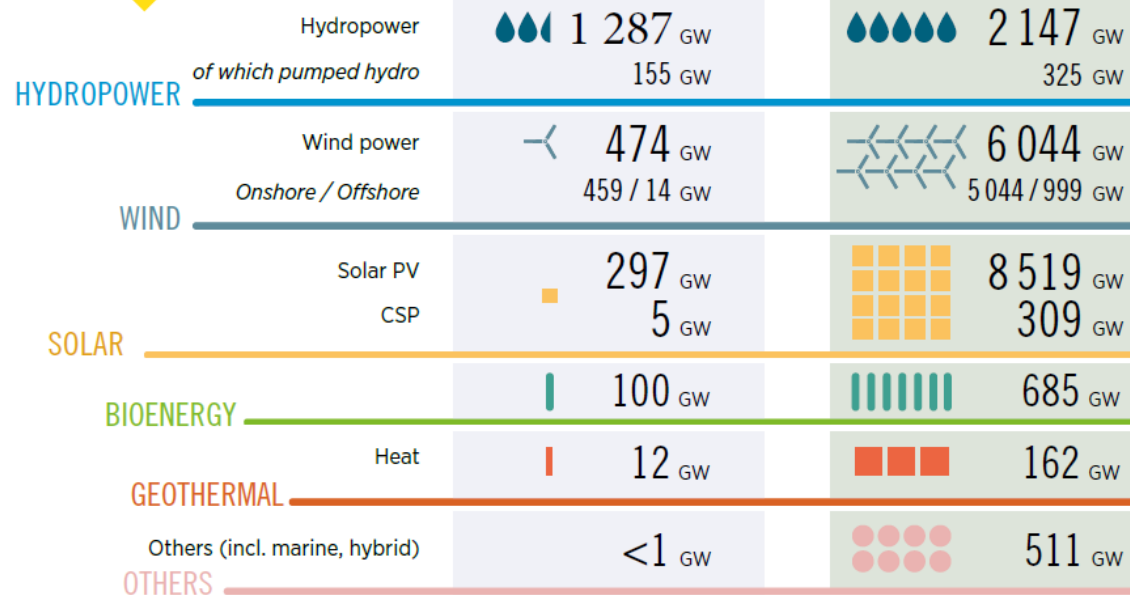 Hydropower 1 287 GW 2 147 GW
of which pumped hydro 155 GW 325 GW
HYDROPOWER
Wind power 474 GW 6 044 GW
Onshore / Offshore 459 / 14 GW 5 044 / 999 GW
WIND
Solar PV 297 GW 8 519 GW
CSP 5 GW 309 GW
SOLAR
100 GW 685 GW
BIOENERGY
Heat 12 GW 162 GW
GEOTHERMAL
Others (incl. marine, hybrid) <1 GW 511 GW
OTHERS